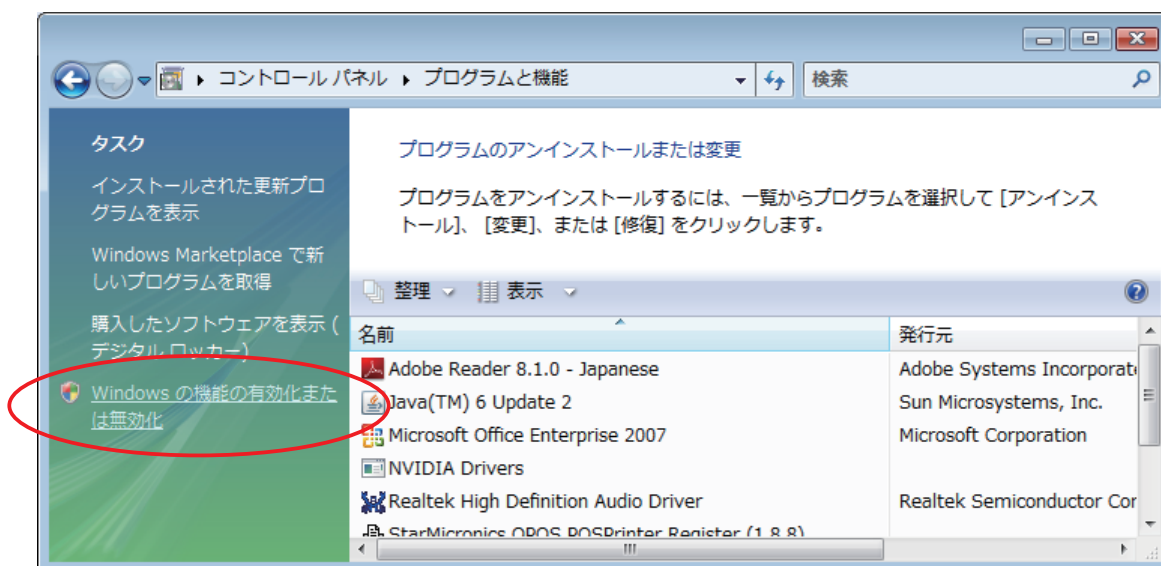 コントロール パネル ▸ プログラムと機能
検索
タスク
インストールされた更新プロ
グラムを表示
Windows Marketplace で新
しいプログラムを取得
購入したソフトウェアを表示 (
デジタル ロッカー)
Windows の機能の有効化また
は無効化
プログラムのアンインストールまたは変更
プログラムをアンインストールするには、一覧からプログラムを選択して [アンインス
トール]、 [変更]、または [修復] をクリックします。
整理 表示
名前 発行元
Adobe Reader 8.1.0 - Japanese Adobe Systems Incorporate
Java(TM) 6 Update 2 Sun Microsystems, Inc.
Microsoft Office Enterprise 2007 Microsoft Corporation
NVIDIA Drivers
Realtek High Definition Audio Driver Realtek Semiconductor Cor
StarMicronics OPOS POSPrinter Register (1.8.8)